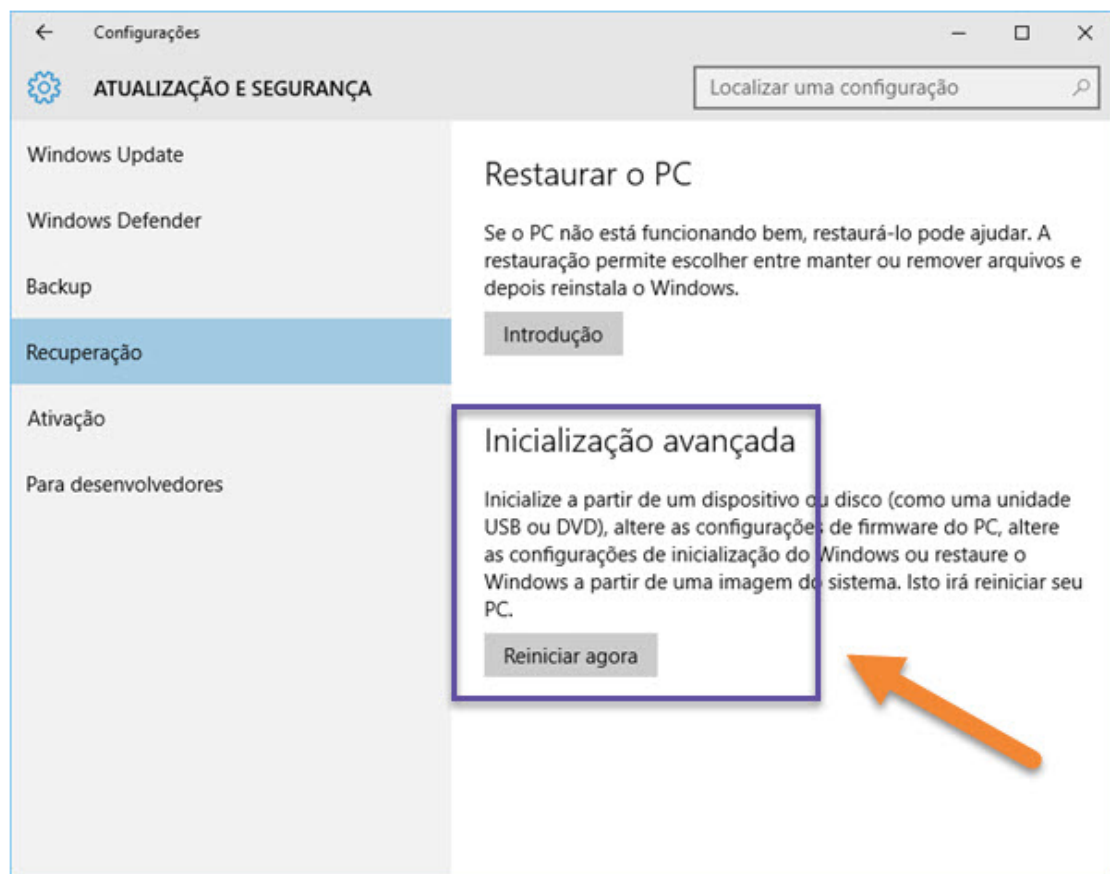 Configurações
ATUALIZAÇÃO E SEGURANÇA
Localizar uma configuração
Windows Update
Windows Defender
Backup
Recuperação
Ativação
Para desenvolvedores
Restaurar o PC
Se o PC não está funcionando bem, restaurá-lo pode ajudar. A
restauração permite escolher entre manter ou remover arquivos e
depois reinstala o Windows.
Introdução
Inicialização avançada
Inicialize a partir de um dispositivo ou disco (como uma unidade
USB ou DVD), altere as configurações de firmware do PC, altere
as configurações de inicialização do Windows ou restaure o
Windows a partir de uma imagem do sistema. Isto irá reiniciar seu
PC.
Reiniciar agora